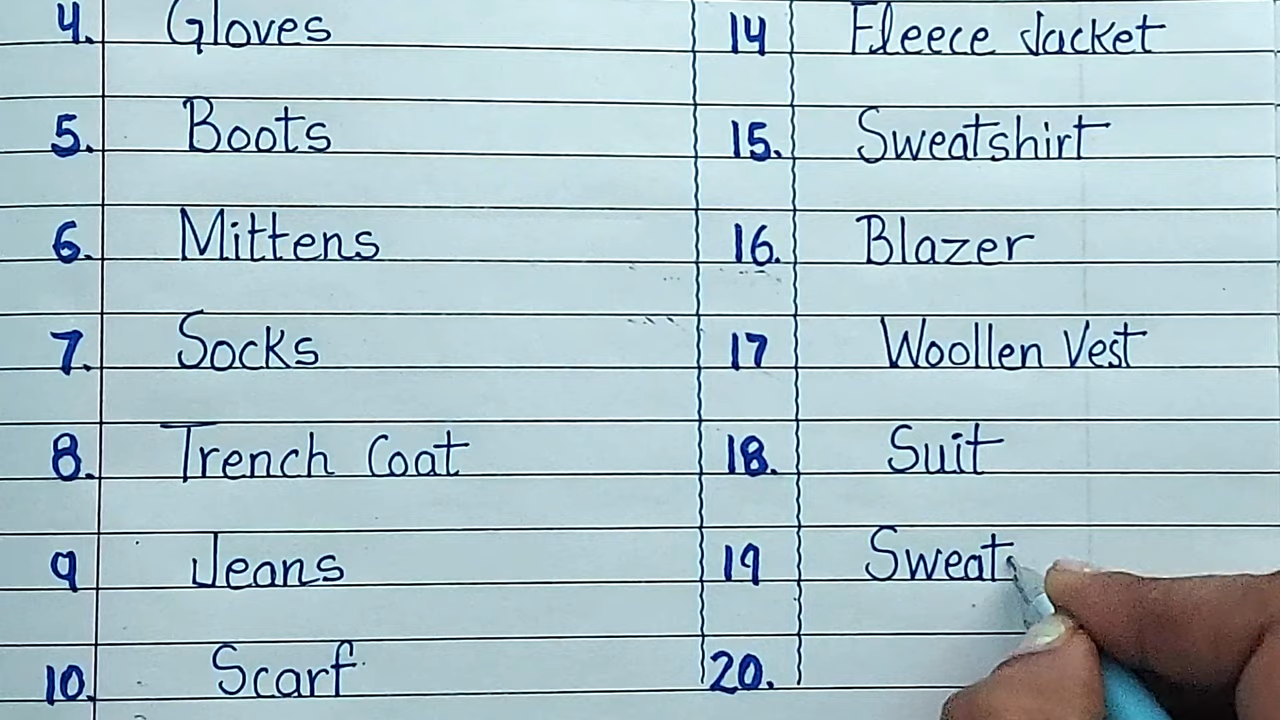 4. Gloves
5. Boots
6. Mittens
7. Socks
8. Trench Coat
9 Jeans
10. Scarf
14 Fleece Jacket
15. Sweatshirt
16. Blazer
17 Woollen Vest
18. Suit
19 Sweat
20.